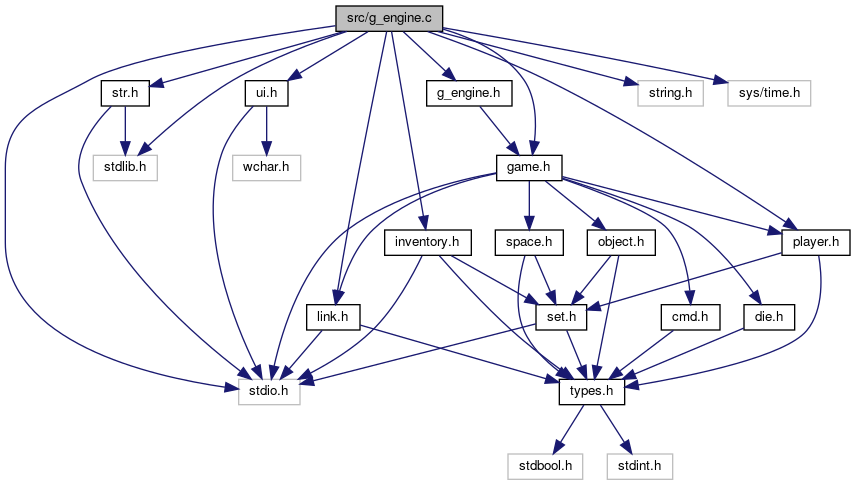 src/g_engine.c
str.h
ui.h
g_engine.h
string.h
sys/time.h
stdlib.h
wchar.h
game.h
inventory.h
space.h
object.h
player.h
link.h
set.h
cmd.h
die.h
stdio.h
types.h
stdbool.h
stdint.h